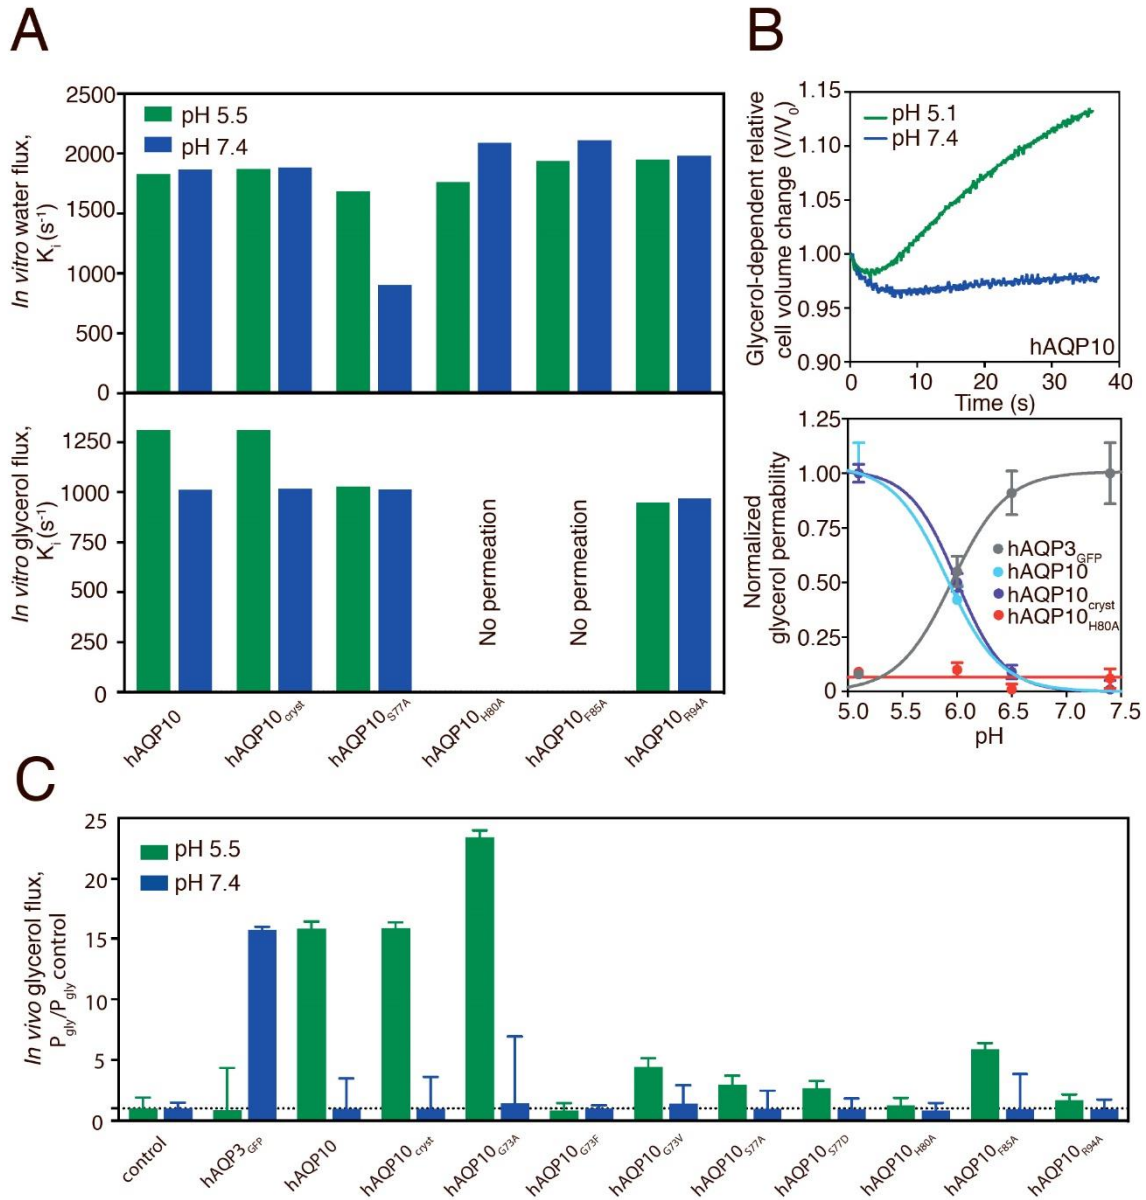 A
In vitro water flux,
Ki (s-1)
2500
2000
1500
1000
500
0
pH 5.5
pH 7.4
In vitro glycerol flux,
Ki (s-1)
1250
1000
750
500
250
0
No permeation
No permeation
hAQP10
hAQP10cryst
hAQP10S77A
hAQP10H80A
hAQP10F85A
hAQP10R94A
B
Glycerol-dependent relative
cell volume change (V/V0)
1.15
1.10
1.05
1.00
0.95
0.90
pH 5.1
pH 7.4
hAQP10
0 10 20 30 40
Time (s)
Normalized
glycerol permability
1.25
1.00
0.75
0.50
0.25
0
hAQP3GFP
hAQP10
hAQP10cryst
hAQP10H80A
5.0 5.5 6.0 6.5 7.0 7.5
pH
C
In vivo glycerol flux,
Pgly/Pgly control
25
20
15
10
5
0
pH 5.5
pH 7.4
control
hAQP3GFP
hAQP10
hAQP10cryst
hAQP10G73A
hAQP10G73F
hAQP10G73V
hAQP10S77A
hAQP10S77D
hAQP10H80A
hAQP10F85A
hAQP10R94A